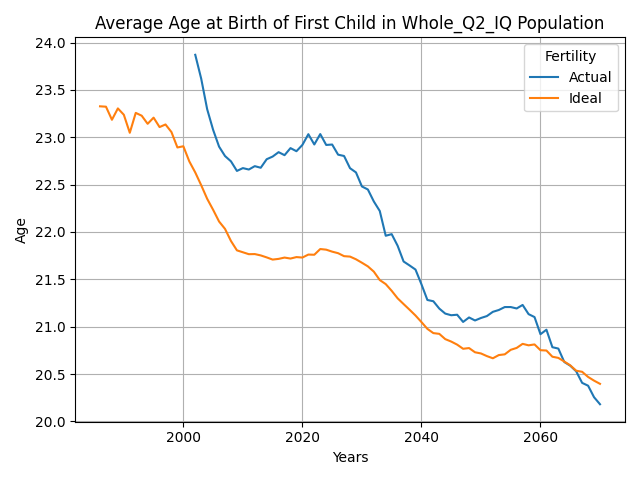 Average Age at Birth of First Child in Whole_Q2_IQ Population
24.0
23.5
23.0
22.5
22.0
21.5
21.0
20.5
20.0
Age
Fertility
Actual
Ideal
2000 2020 2040 2060
Years